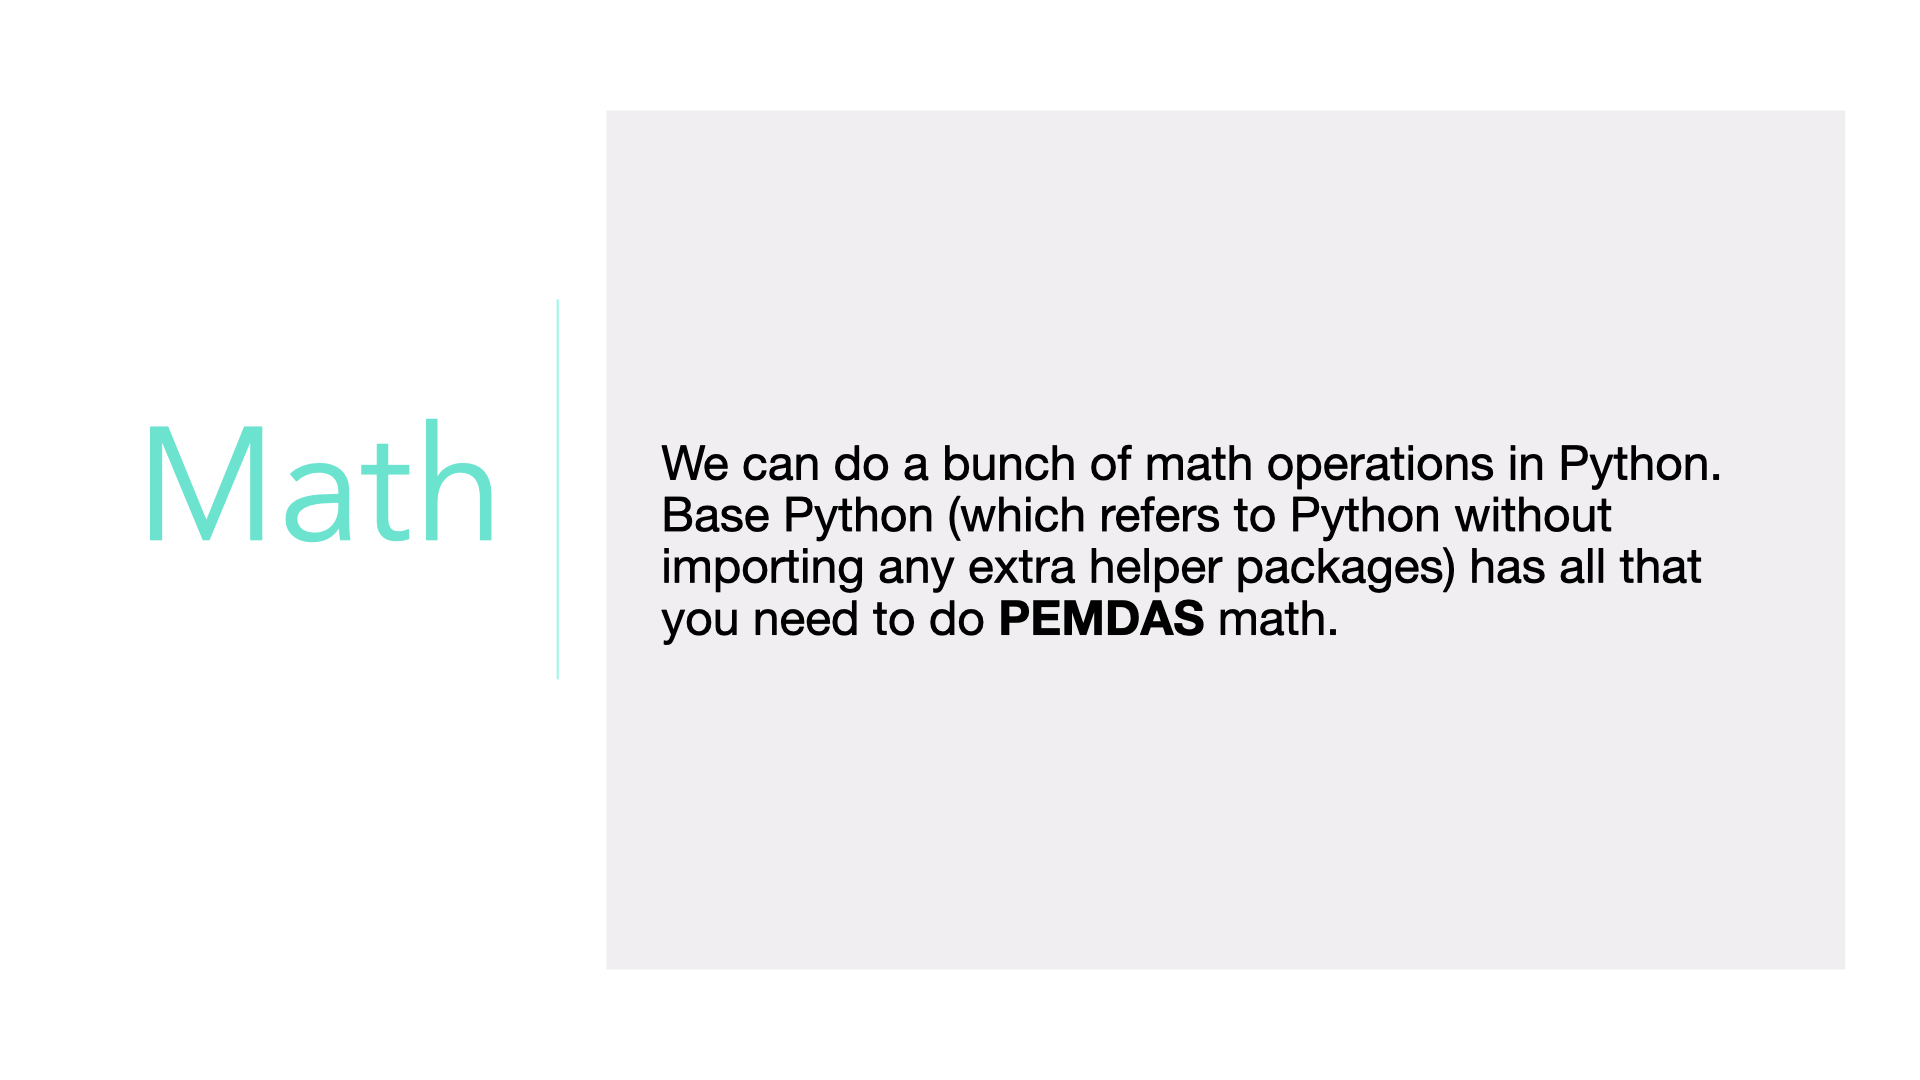 Math
We can do a bunch of math operations in Python.
Base Python (which refers to Python without
importing any extra helper packages) has all that
you need to do PEMDAS math.